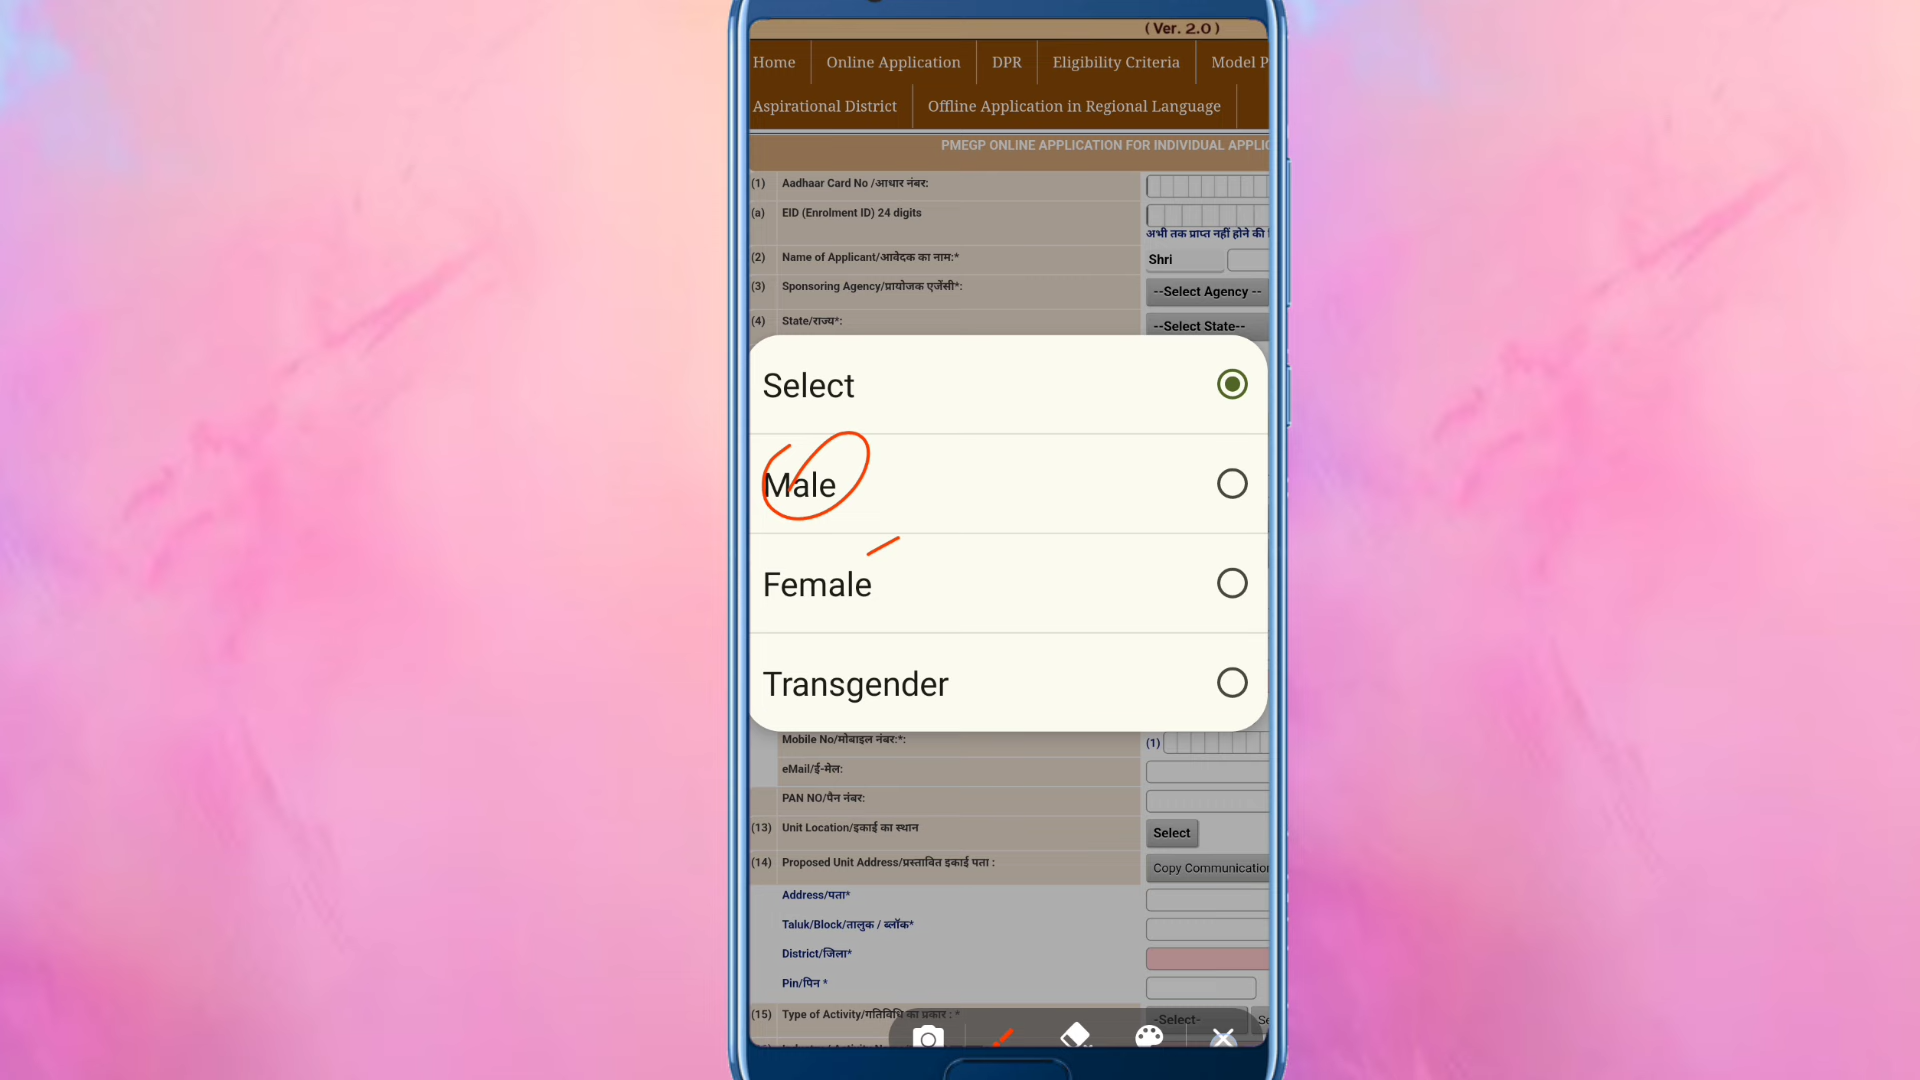 ( Ver. 2.0 )
Home Online Application DPR Eligibility Criteria Model P
Aspirational District Offline Application in Regional Language
PMEGP ONLINE APPLICATION FOR INDIVIDUAL APPLIC
(1) Aadhaar Card No /आधार नंबर:
(a) EID (Enrolment ID) 24 digits
अभी तक प्राप्त नहीं होने की
(2) Name of Applicant/आवेदक का नाम:* Shri
(3) Sponsoring Agency/प्रायोजक एजेंसी*: --Select Agency --
(4) State/राज्य*: --Select State--
Select
Male
Female
Transgender
Mobile No/मोबाइल नंबर:*: (1)
eMail/ई-मेल:
PAN NO/पैन नंबर:
(13) Unit Location/इकाई का स्थान Select
(14) Proposed Unit Address/प्रस्तावित इकाई पता : Copy Communication
Address/पता*
Taluk/Block/तालुक / ब्लॉक*
District/जिला*
Pin/पिन *
(15) Type of Activity/गतिविधि का प्रकार : * -Select- Se